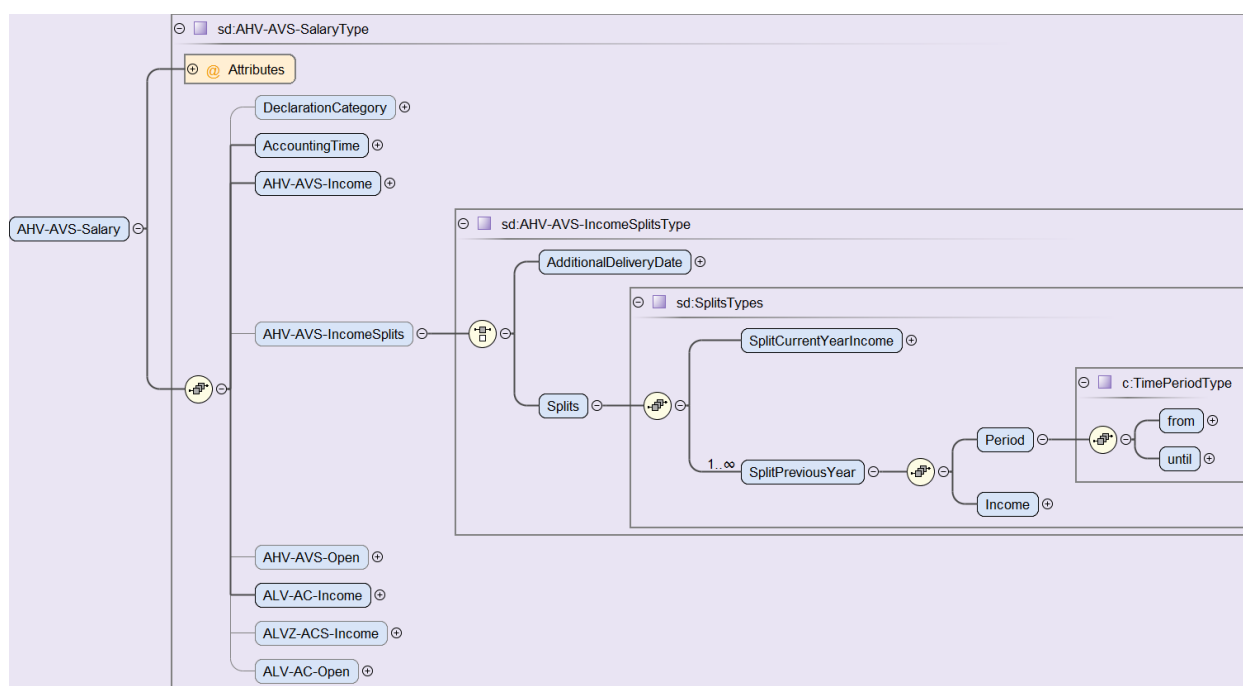 sd:AHV-AVS-SalaryType
@ Attributes
DeclarationCategory
AccountingTime
AHV-AVS-Income
AHV-AVS-Salary
sd:AHV-AVS-IncomeSplitsType
AdditionalDeliveryDate
sd:SplitsTypes
AHV-AVS-IncomeSplits
SplitCurrentYearIncome
c:TimePeriodType
Splits
from
Period
until
1..∞
SplitPreviousYear
Income
AHV-AVS-Open
ALV-AC-Income
ALVZ-ACS-Income
ALV-AC-Open